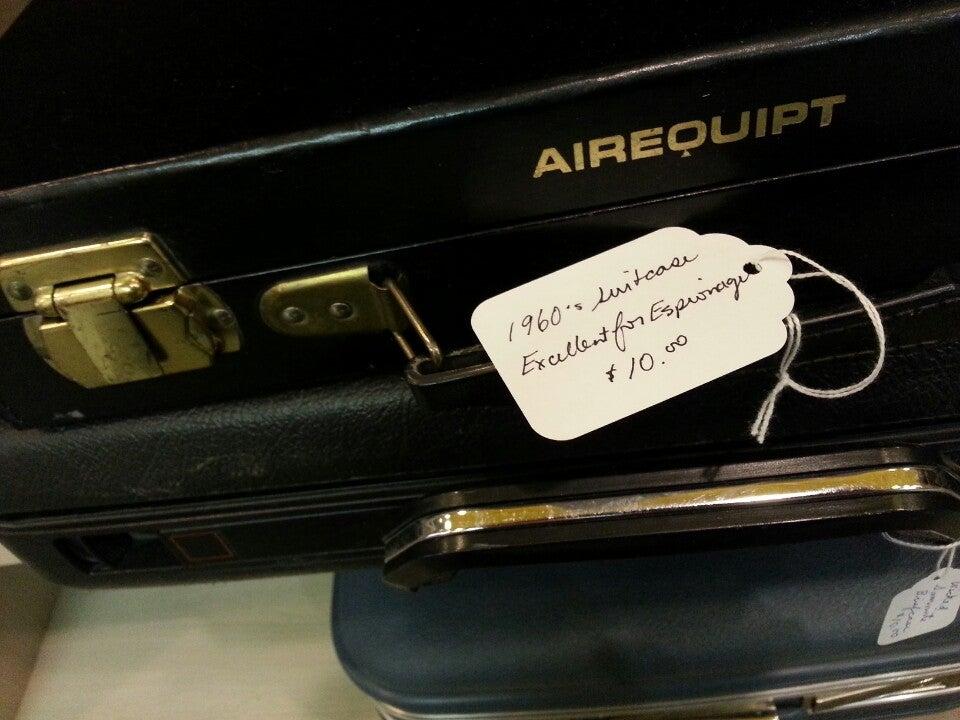 AIREQUIPT
1960's suitcase
Excellent for Espionage
$10.00